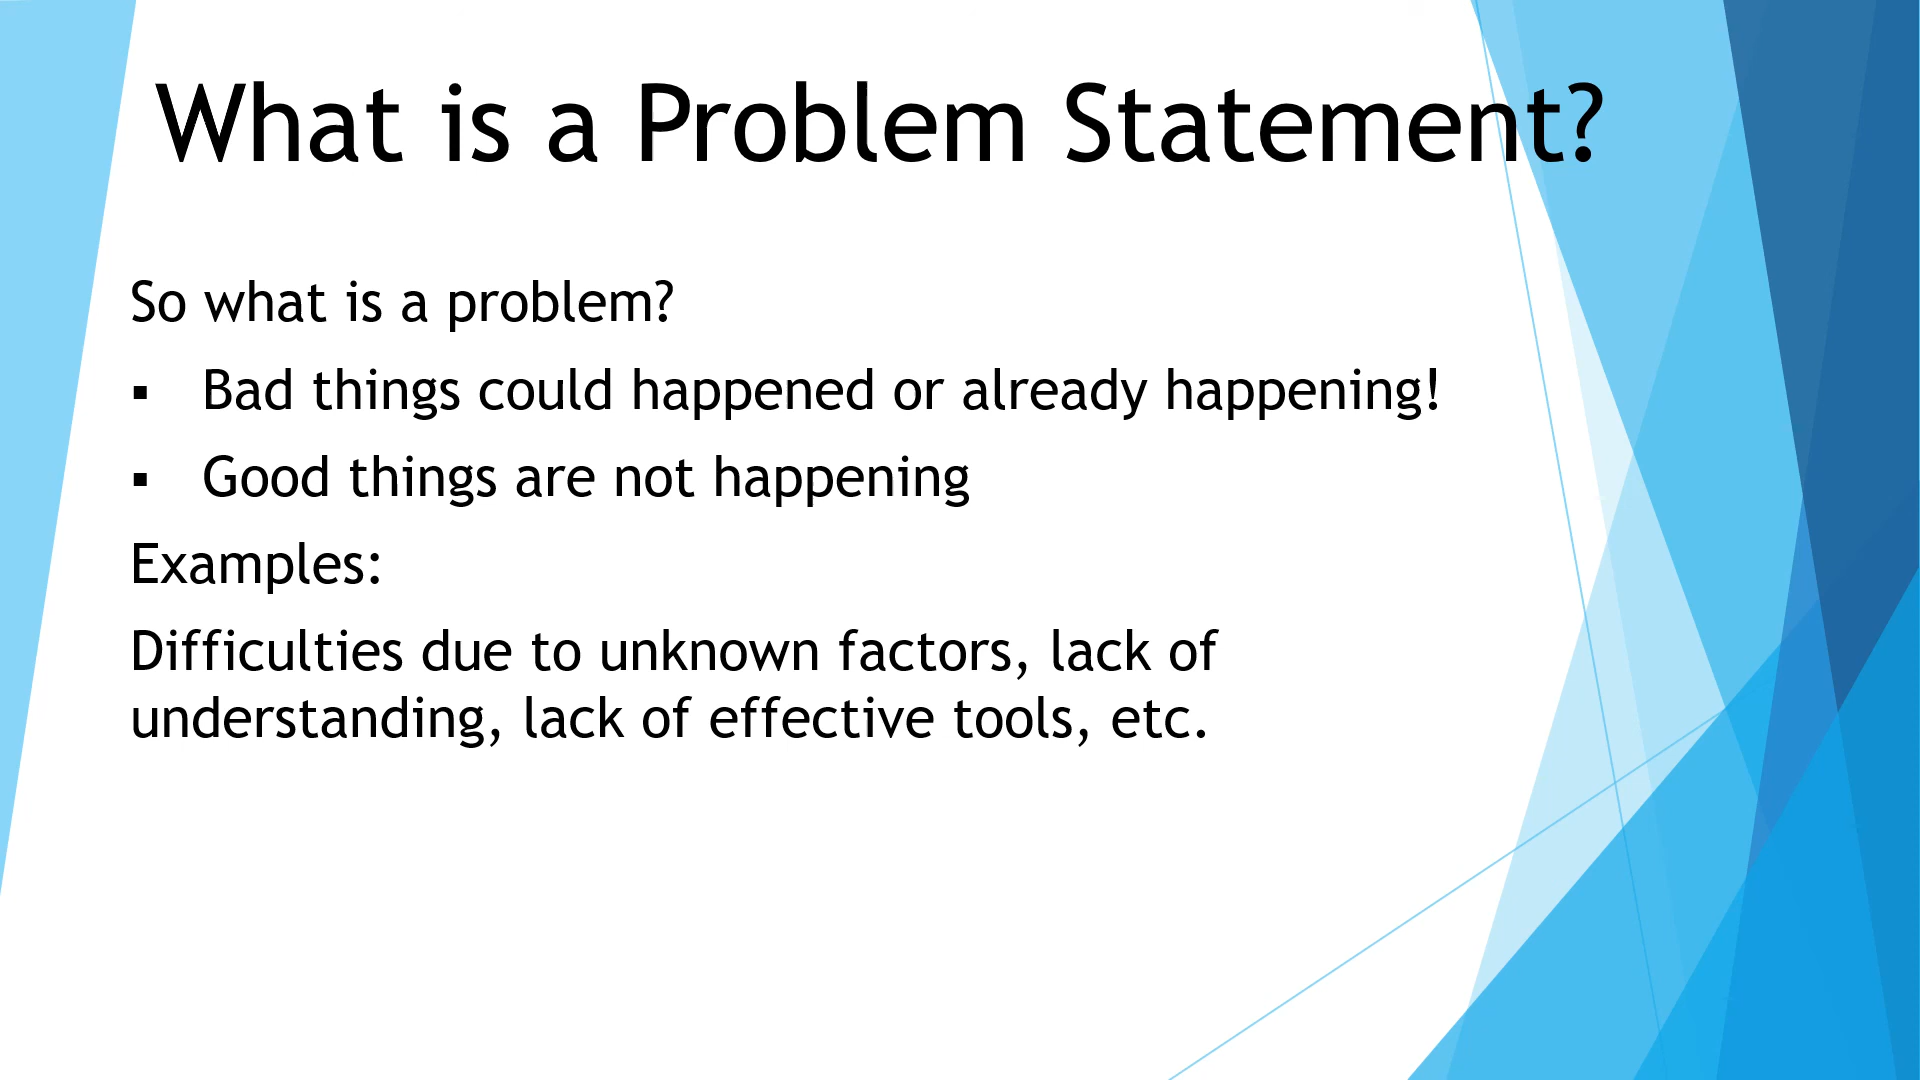 What is a Problem Statement?
So what is a problem?
▪ Bad things could happened or already happening!
▪ Good things are not happening
Examples:
Difficulties due to unknown factors, lack of
understanding, lack of effective tools, etc.